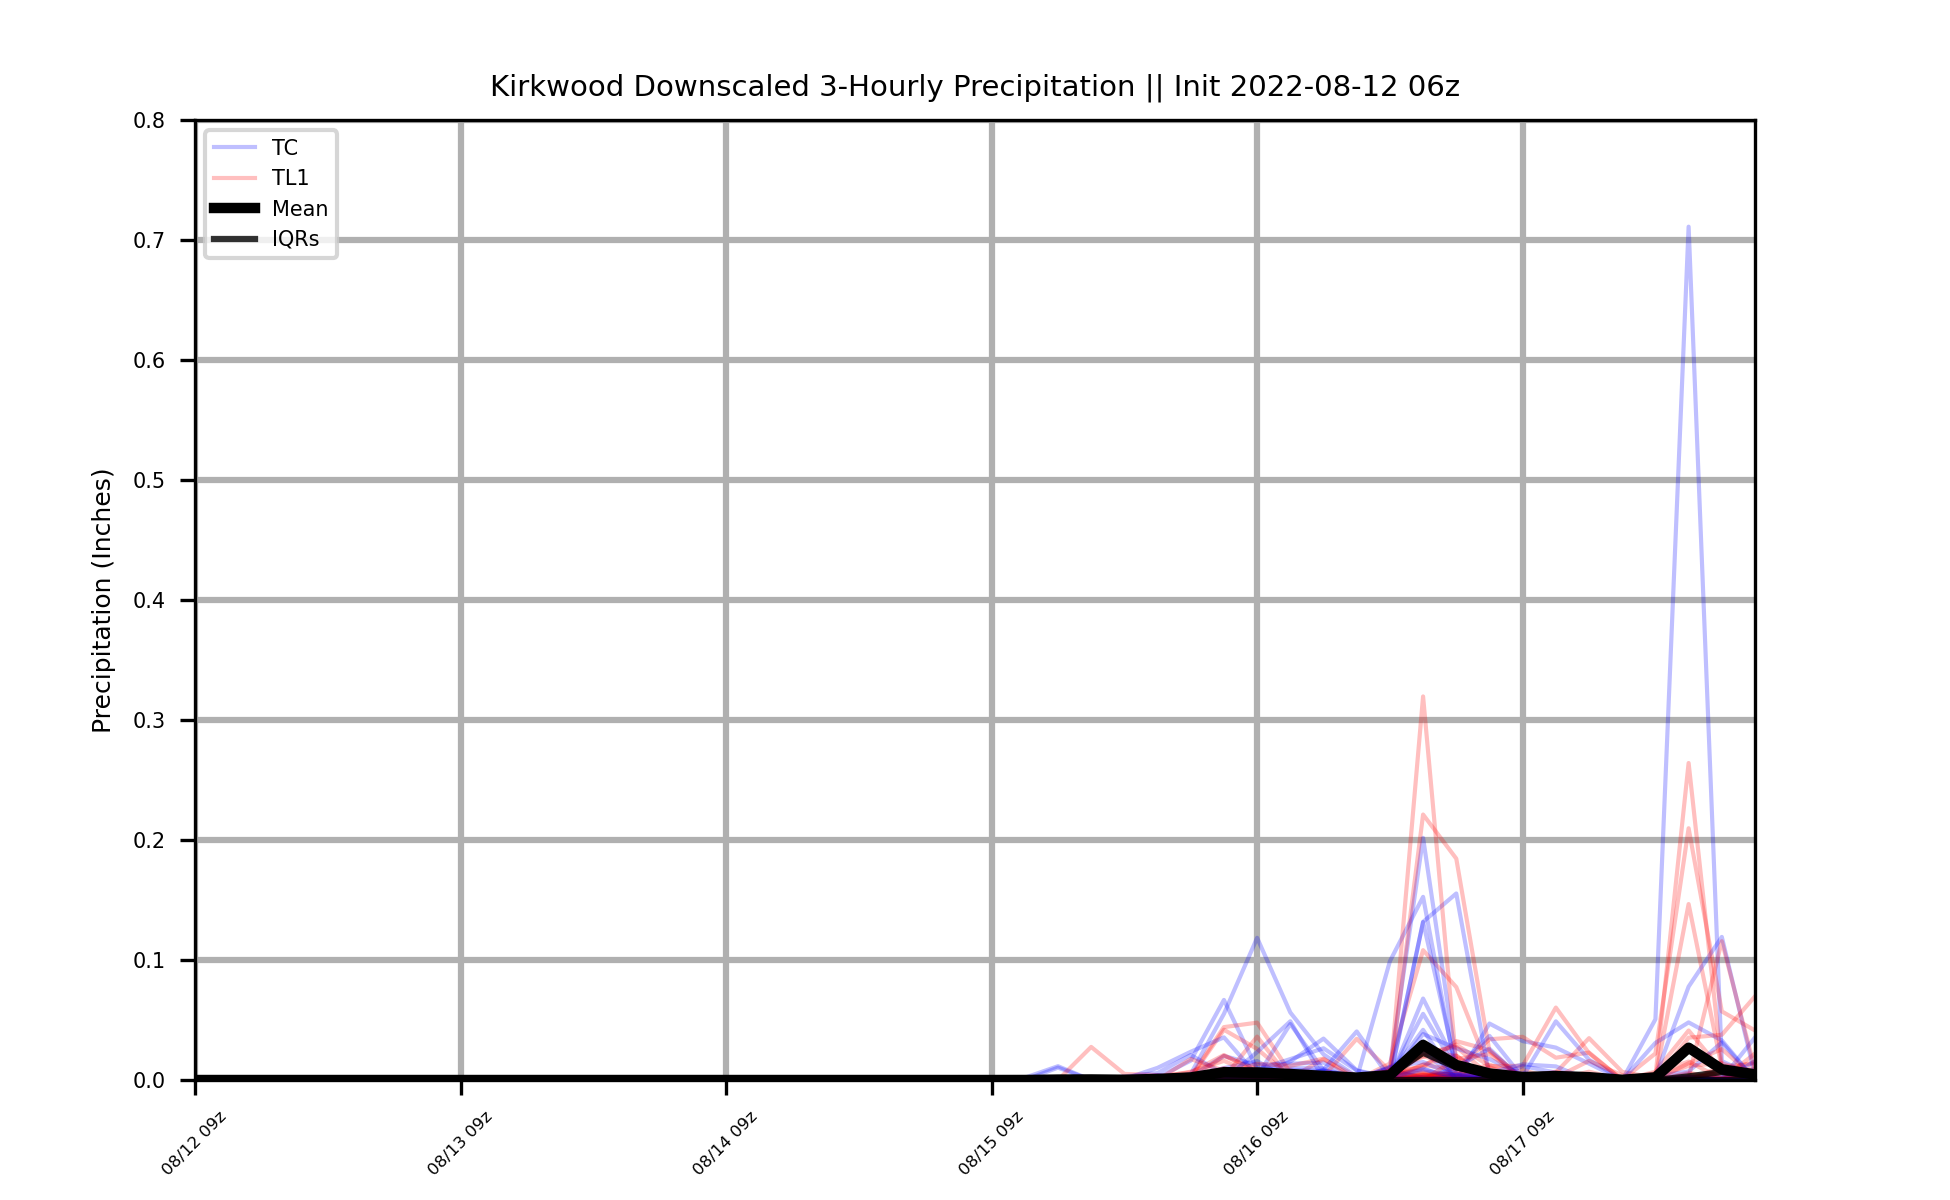 Kirkwood Downscaled 3-Hourly Precipitation || Init 2022-08-12 06z
TC
TL1
Mean
IQRs
Precipitation (Inches)
0.8
0.7
0.6
0.5
0.4
0.3
0.2
0.1
0.0
08/12 09z
08/13 09z
08/14 09z
08/15 09z
08/16 09z
08/17 09z